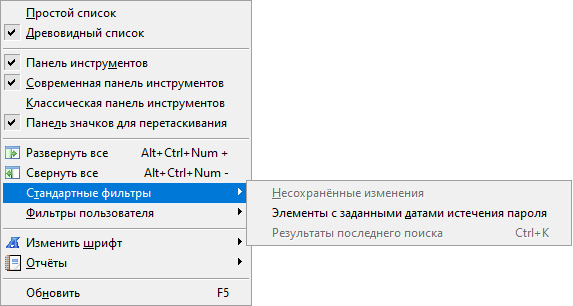 Простой список
Древовидный список
Панель инструментов
Современная панель инструментов
Классическая панель инструментов
Панель значков для перетаскивания
Развернуть все Alt+Ctrl+Num +
Свернуть все Alt+Ctrl+Num -
Стандартные фильтры
Фильтры пользователя
Изменить шрифт
Отчёты
Обновить F5
Несохранённые изменения
Элементы с заданными датами истечения пароля
Результаты последнего поиска Ctrl+K